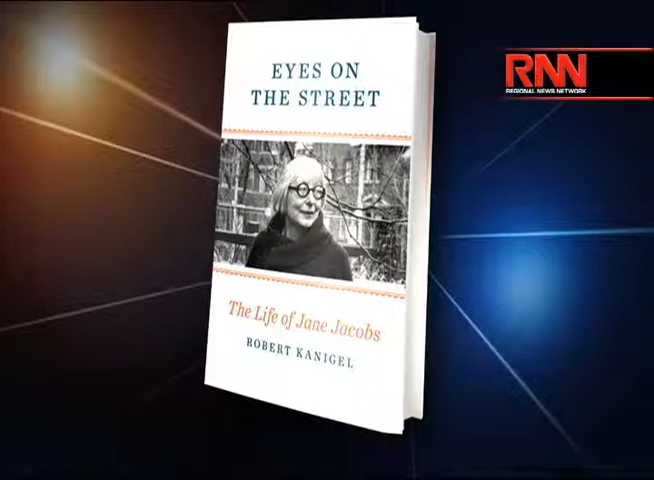 EYES ON
THE STREET
The Life of Jane Jacobs
ROBERT KANIGEL
RNN
REGIONAL NEWS NETWORK